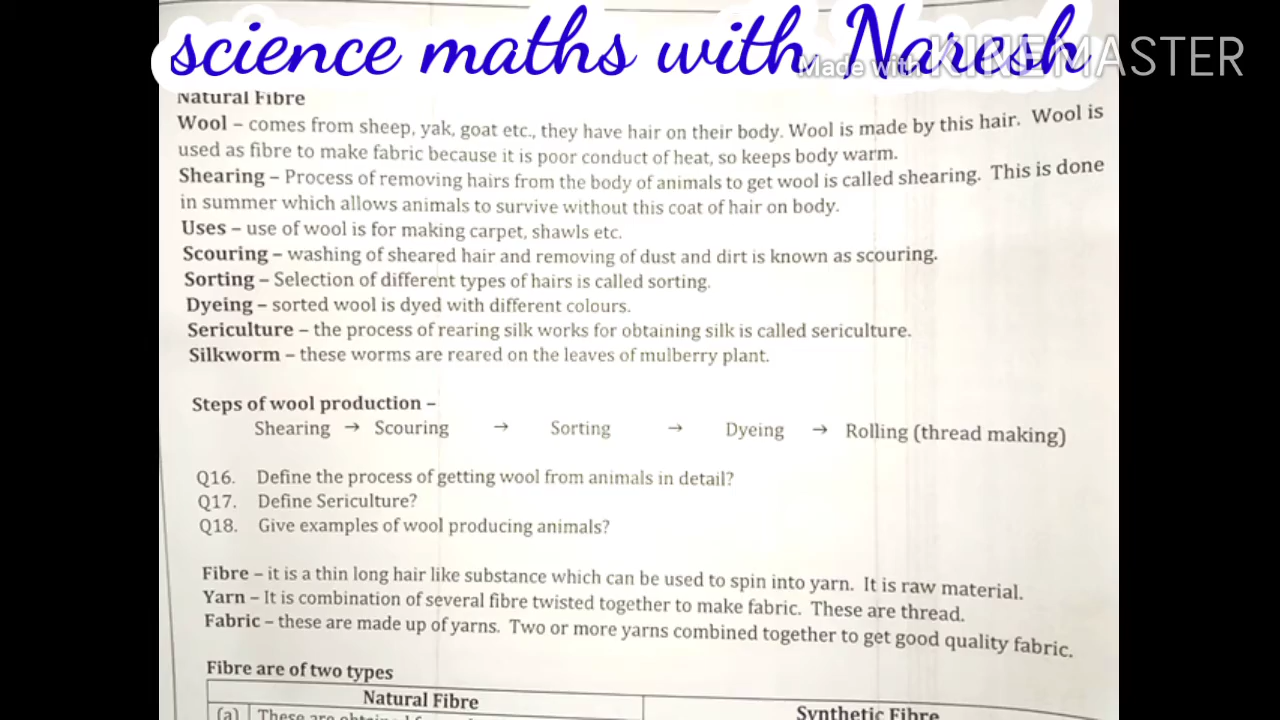 science maths with Naresh
Made with KINEMASTER
Natural Fibre
Wool – comes from sheep, yak, goat etc., they have hair on their body. Wool is made by this hair. Wool is
used as fibre to make fabric because it is poor conduct of heat, so keeps body warm.
Shearing – Process of removing hairs from the body of animals to get wool is called shearing. This is done
in summer which allows animals to survive without this coat of hair on body.
Uses – use of wool is for making carpet, shawls etc.
Scouring – washing of sheared hair and removing of dust and dirt is known as scouring.
Sorting – Selection of different types of hairs is called sorting.
Dyeing – sorted wool is dyed with different colours.
Sericulture – the process of rearing silk works for obtaining silk is called sericulture.
Silkworm – these worms are reared on the leaves of mulberry plant.
Steps of wool production –
Shearing → Scouring → Sorting → Dyeing → Rolling (thread making)
Q16. Define the process of getting wool from animals in detail?
Q17. Define Sericulture?
Q18. Give examples of wool producing animals?
Fibre – it is a thin long hair like substance which can be used to spin into yarn. It is raw material.
Yarn – It is combination of several fibre twisted together to make fabric. These are thread.
Fabric – these are made up of yarns. Two or more yarns combined together to get good quality fabric.
Fibre are of two types
Natural Fibre Synthetic Fibre
(a) These are